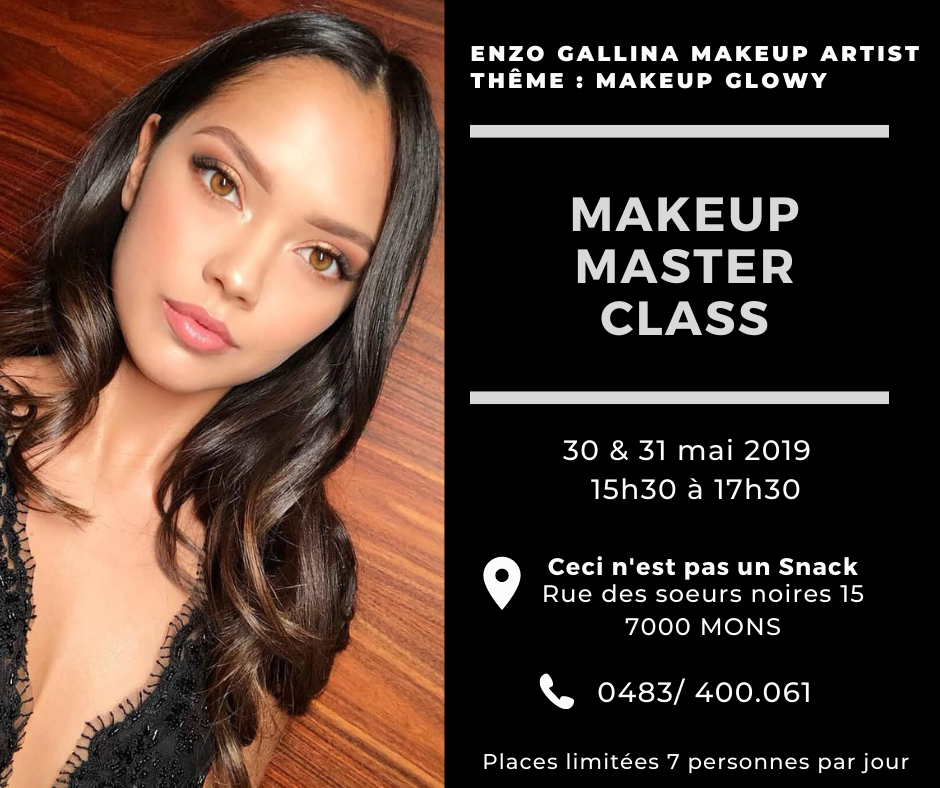 ENZO GALLINA MAKEUP ARTIST
THÊME : MAKEUP GLOWY
MAKEUP
MASTER
CLASS
30 & 31 mai 2019
15h30 à 17h30
Ceci n'est pas un Snack
Rue des soeurs noires 15
7000 MONS
0483/ 400.061
Places limitées 7 personnes par jour